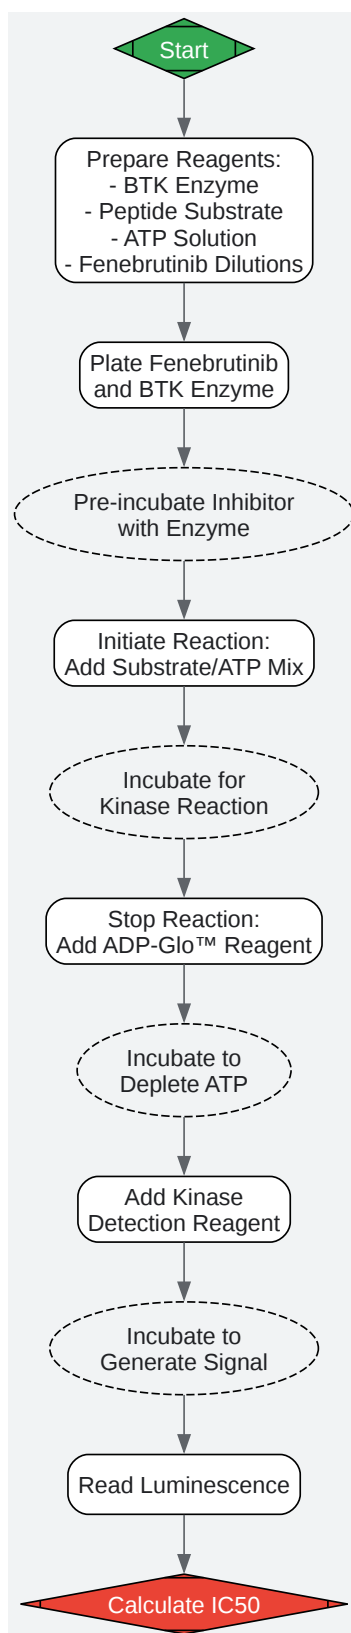 Start
Prepare Reagents:
- BTK Enzyme
- Peptide Substrate
- ATP Solution
- Fenebrutinib Dilutions
Plate Fenebrutinib
and BTK Enzyme
Pre-incubate Inhibitor
with Enzyme
Initiate Reaction:
Add Substrate/ATP Mix
Incubate for
Kinase Reaction
Stop Reaction:
Add ADP-Glo™ Reagent
Incubate to
Deplete ATP
Add Kinase
Detection Reagent
Incubate to
Generate Signal
Read Luminescence
Calculate IC50